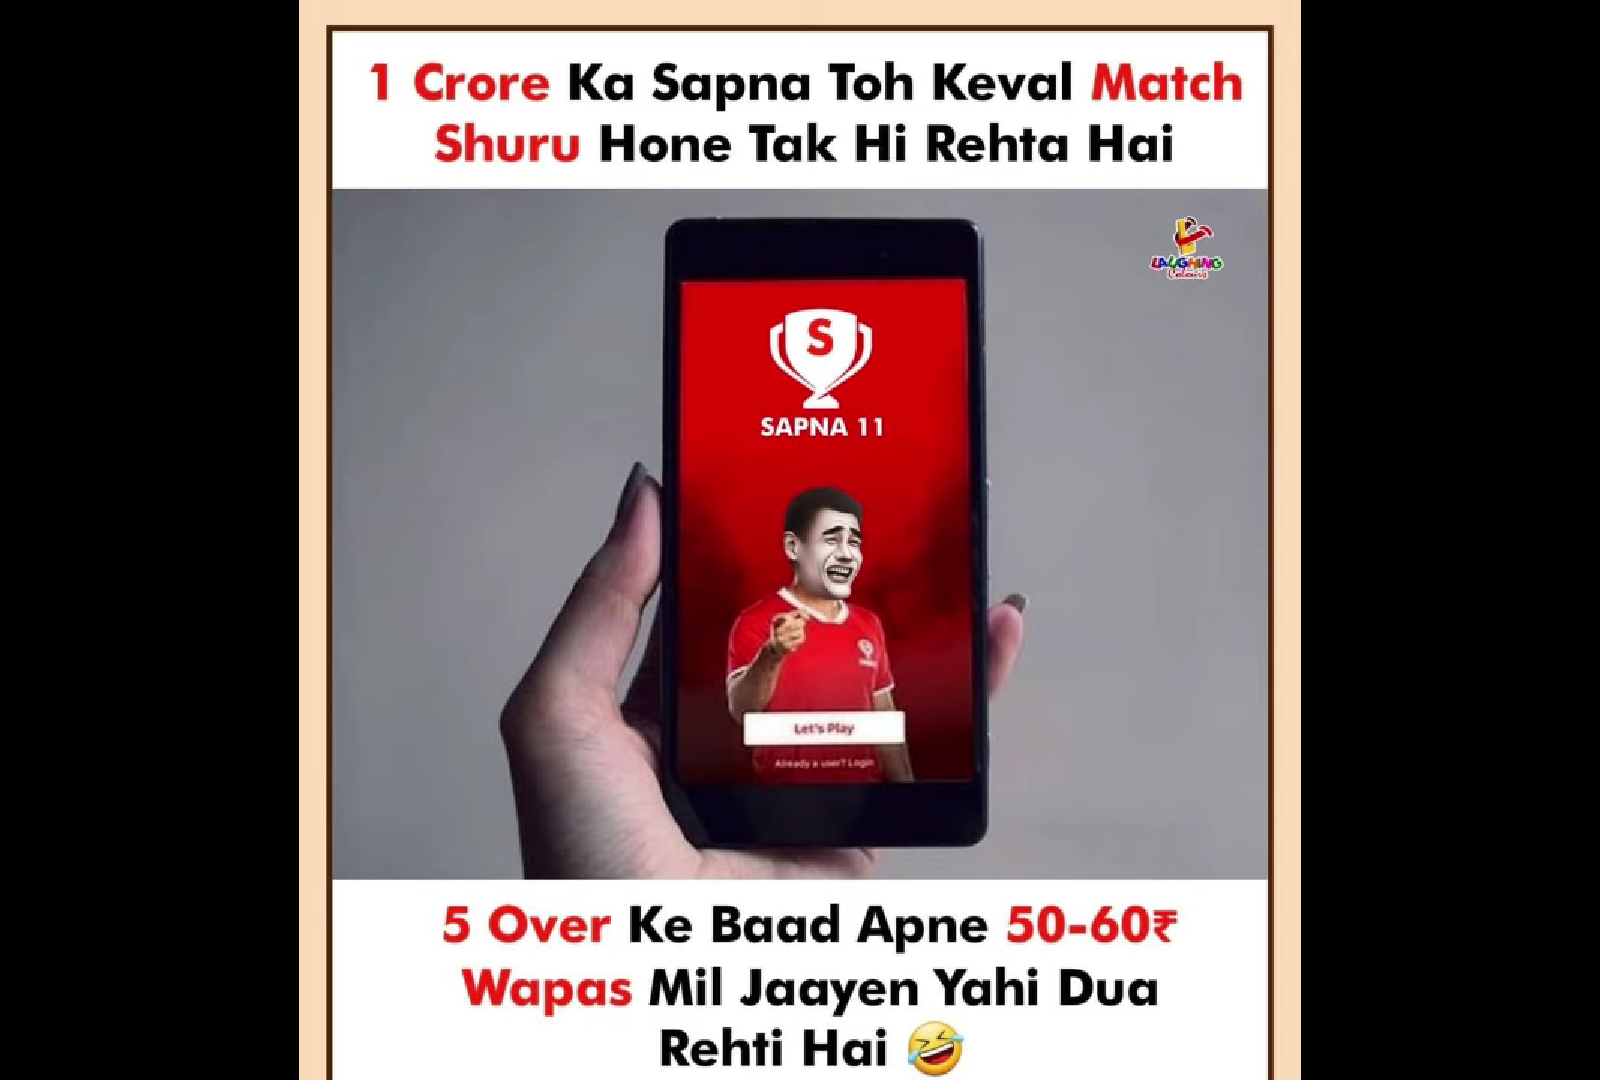 1 Crore Ka Sapna Toh Keval Match
Shuru Hone Tak Hi Rehta Hai
LAUGHING
Colours
S
SAPNA 11
Let's Play
Already a user? Login
5 Over Ke Baad Apne 50-60₹
Wapas Mil Jaayen Yahi Dua
Rehti Hai 🤣